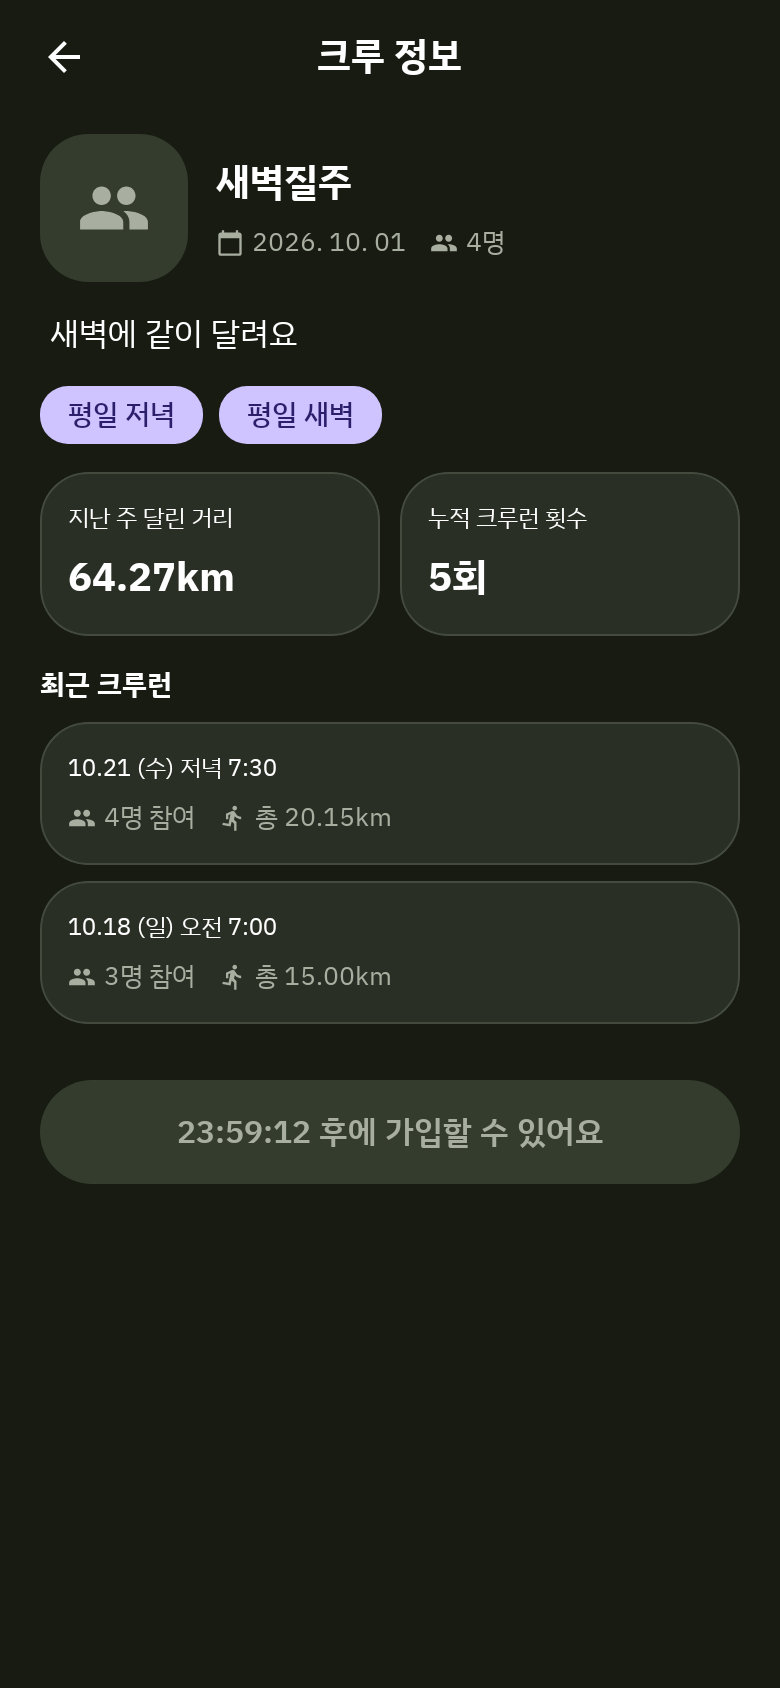 크루 정보
새벽질주
2026. 10. 01 4명
새벽에 같이 달려요
평일 저녁 평일 새벽
지난 주 달린 거리
64.27km
누적 크루런 횟수
5회
최근 크루런
10.21 (수) 저녁 7:30
4명 참여 총 20.15km
10.18 (일) 오전 7:00
3명 참여 총 15.00km
23:59:12 후에 가입할 수 있어요